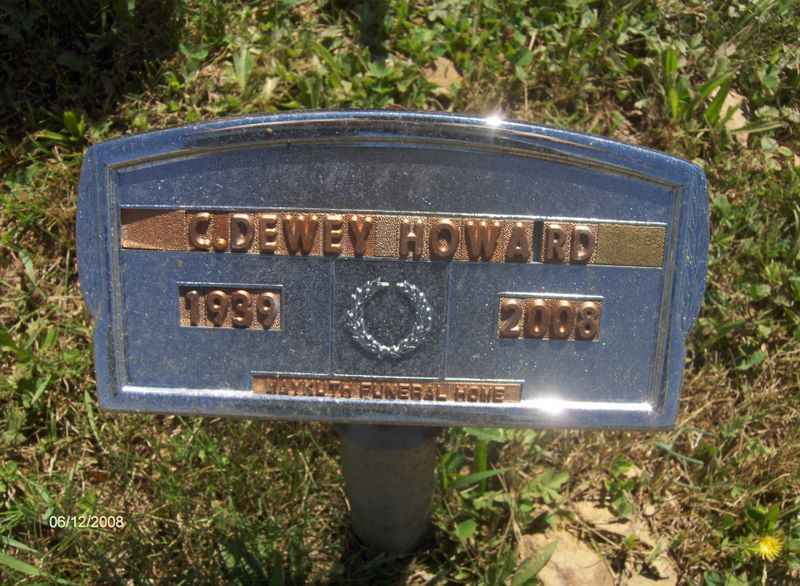 C. DEWEY HOWARD
1939 2008
FUNERAL HOME
06/12/2008